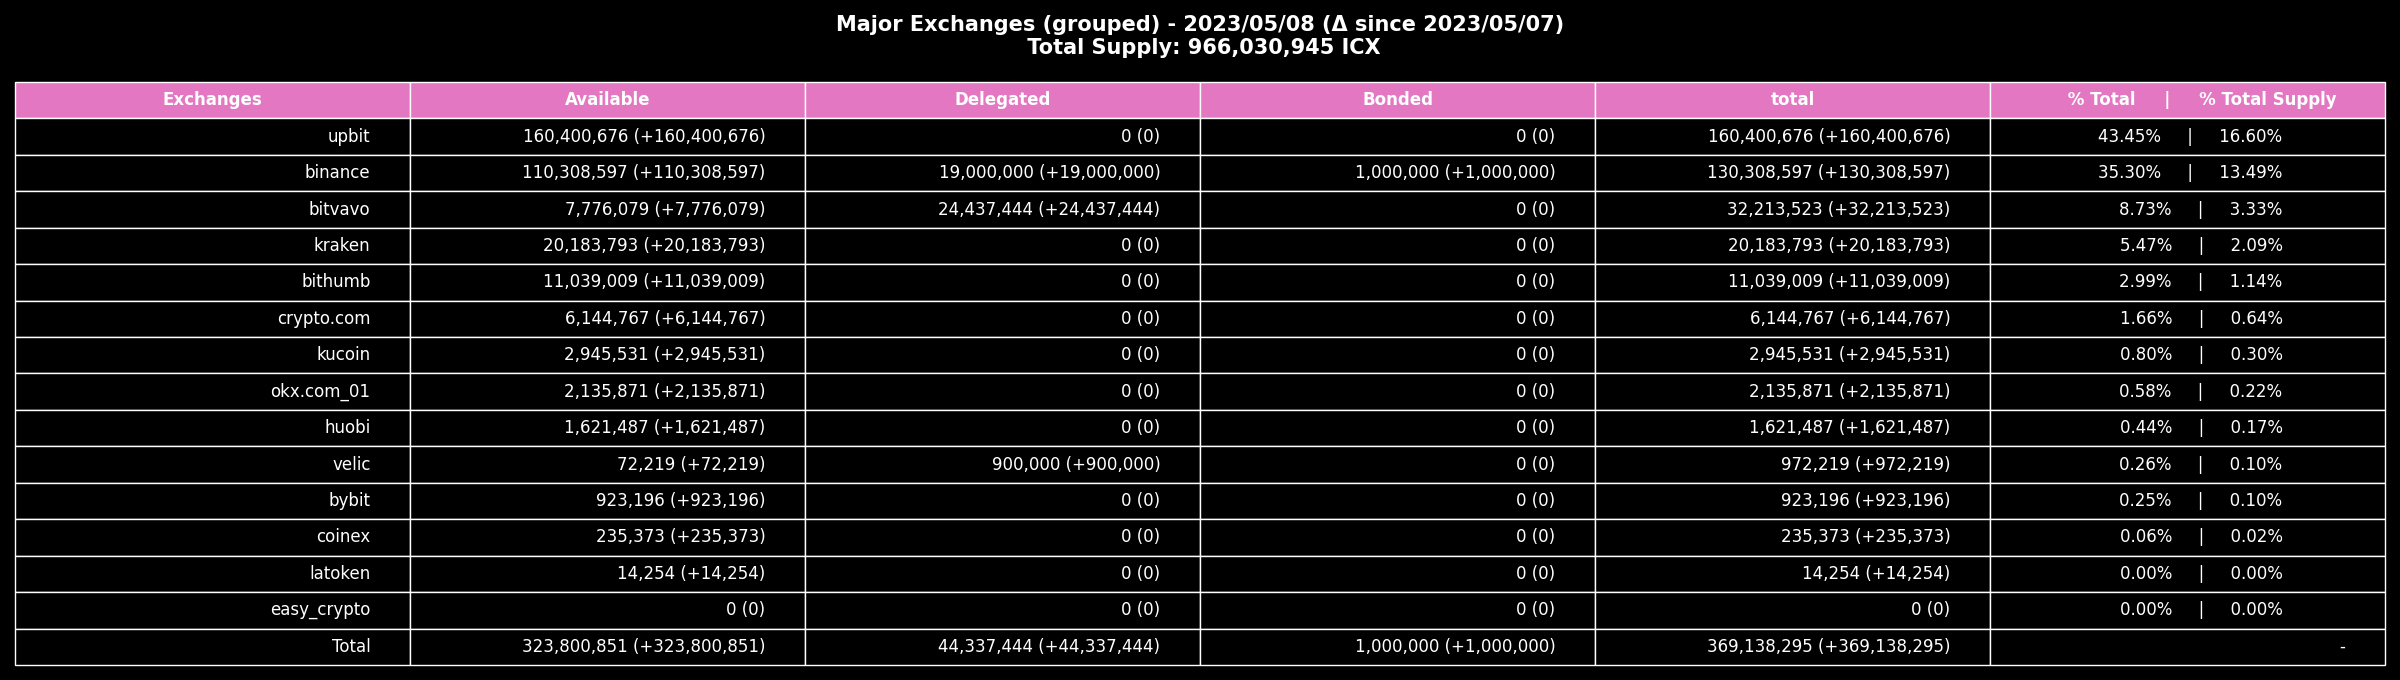 Major Exchanges (grouped) - 2023/05/08 (Δ since 2023/05/07)
Total Supply: 966,030,945 ICX
Exchanges Available Delegated Bonded total % Total | % Total Supply
upbit 160,400,676 (+160,400,676) 0 (0) 0 (0) 160,400,676 (+160,400,676) 43.45% | 16.60%
binance 110,308,597 (+110,308,597) 19,000,000 (+19,000,000) 1,000,000 (+1,000,000) 130,308,597 (+130,308,597) 35.30% | 13.49%
bitvavo 7,776,079 (+7,776,079) 24,437,444 (+24,437,444) 0 (0) 32,213,523 (+32,213,523) 8.73% | 3.33%
kraken 20,183,793 (+20,183,793) 0 (0) 0 (0) 20,183,793 (+20,183,793) 5.47% | 2.09%
bithumb 11,039,009 (+11,039,009) 0 (0) 0 (0) 11,039,009 (+11,039,009) 2.99% | 1.14%
crypto.com 6,144,767 (+6,144,767) 0 (0) 0 (0) 6,144,767 (+6,144,767) 1.66% | 0.64%
kucoin 2,945,531 (+2,945,531) 0 (0) 0 (0) 2,945,531 (+2,945,531) 0.80% | 0.30%
okx.com_01 2,135,871 (+2,135,871) 0 (0) 0 (0) 2,135,871 (+2,135,871) 0.58% | 0.22%
huobi 1,621,487 (+1,621,487) 0 (0) 0 (0) 1,621,487 (+1,621,487) 0.44% | 0.17%
velic 72,219 (+72,219) 900,000 (+900,000) 0 (0) 972,219 (+972,219) 0.26% | 0.10%
bybit 923,196 (+923,196) 0 (0) 0 (0) 923,196 (+923,196) 0.25% | 0.10%
coinex 235,373 (+235,373) 0 (0) 0 (0) 235,373 (+235,373) 0.06% | 0.02%
latoken 14,254 (+14,254) 0 (0) 0 (0) 14,254 (+14,254) 0.00% | 0.00%
easy_crypto 0 (0) 0 (0) 0 (0) 0 (0) 0.00% | 0.00%
Total 323,800,851 (+323,800,851) 44,337,444 (+44,337,444) 1,000,000 (+1,000,000) 369,138,295 (+369,138,295) -